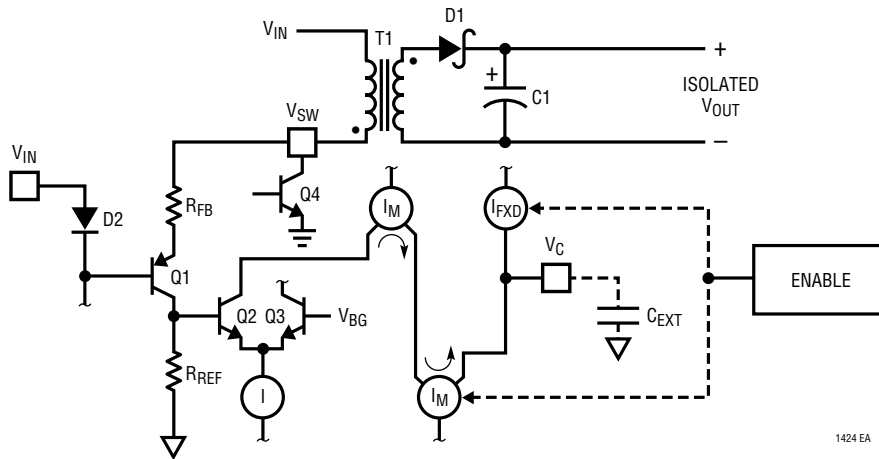 V_IN
T1
D1
+
+
C1
ISOLATED
V_OUT
–
V_SW
V_IN
D2
R_FB
Q4
I_M
I_FXD
V_C
ENABLE
Q1
Q2
Q3
V_BG
C_EXT
R_REF
I
I_M
1424 EA